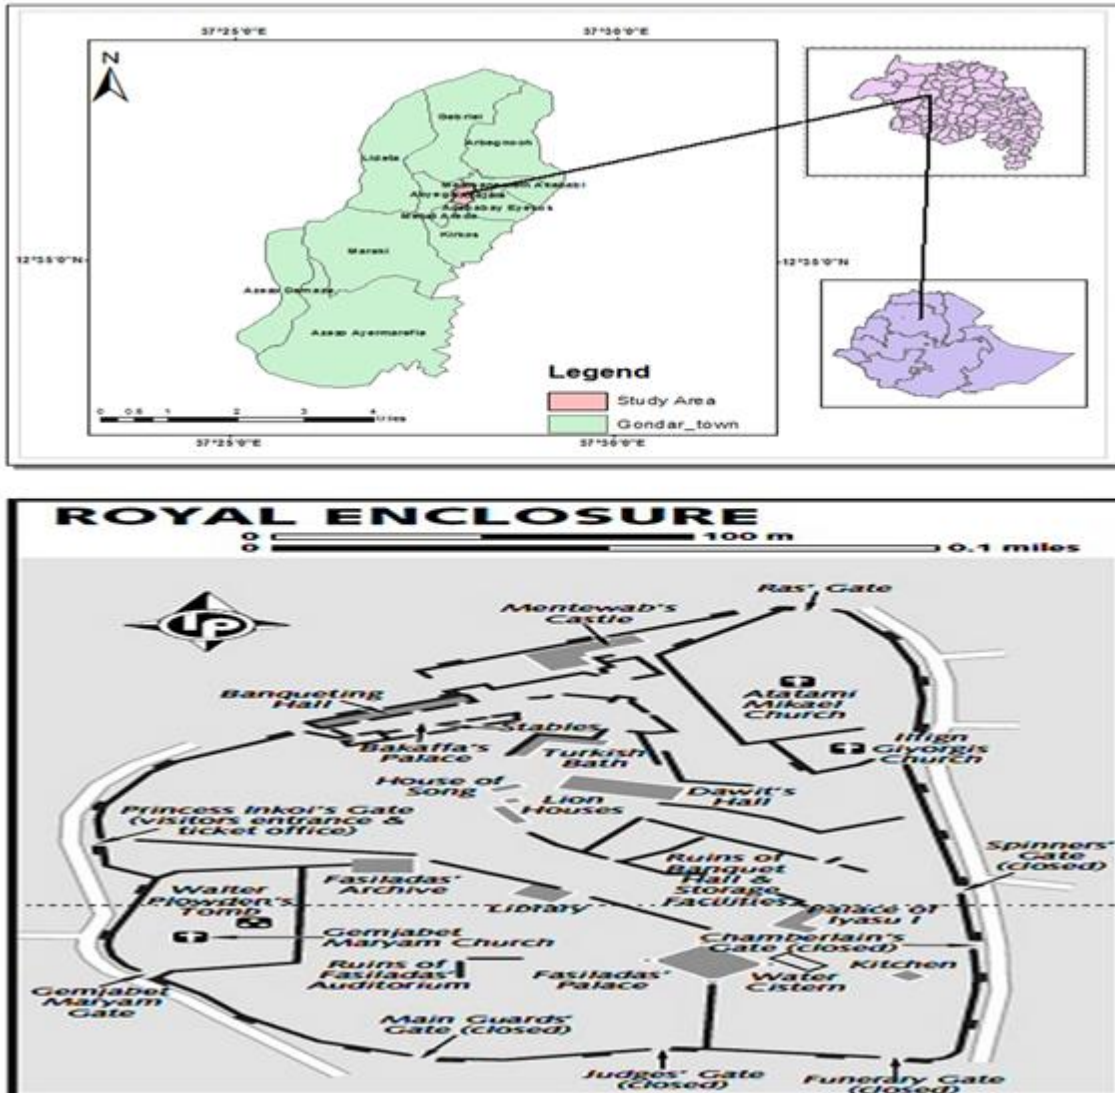 37°25'0"E
37°30'0"E
N
Gebriel
Arbegnoch
Lideta
Kirkos
Maraki
12°35'0"N
12°35'0"N
Azezo Ayermarefia
Legend
Study Area
Gondar_town
0 0.5 1 2 3 4
Miles
37°25'0"E
37°30'0"E
ROYAL ENCLOSURE
0 100 m
0 0.1 miles
Ras' Gate
Mentewab's
Castle
LP
Banqueting
Hall
Atatami
Mikael
Church
Stables
Bakaffa's
Palace
Turkish
Bath
Giyorgis
Church
House of
Song
Lion
Houses
Dawit's
Hall
Princess Inkoi's Gate
(visitors entrance &
ticket office)
Spinners'
Gate
(closed)
Ruins of
Banquet
Hall &
Storage
Facilities
Fasiladas'
Archive
Walter
Plowden's
Tomb
Library
Palace of
Iyasu I
Gemjabet
Maryam Church
Chamberlain's
Gate (closed)
Kitchen
Ruins of
Fasiladas'
Auditorium
Fasiladas'
Palace
Water
Cistern
Gemjabet
Maryam
Gate
Main Guards'
Gate (closed)
Judges' Gate
(closed)
Funerary Gate
(closed)